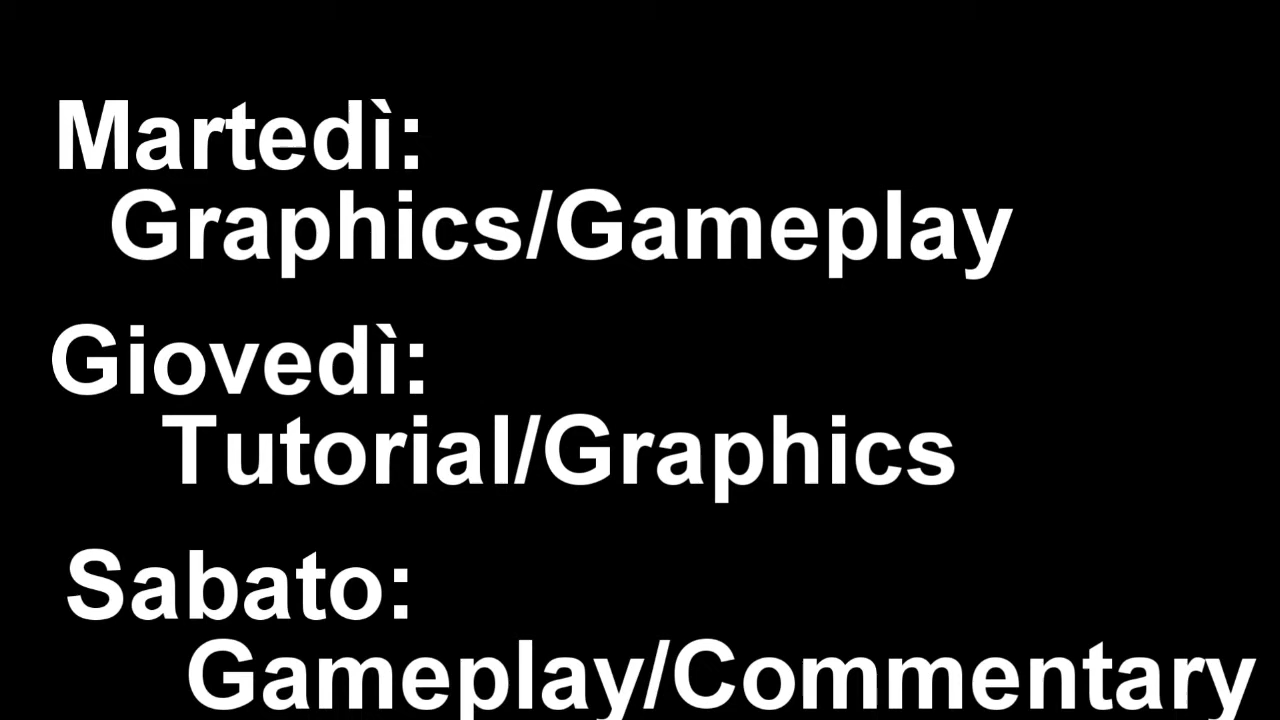 Martedì:
Graphics/Gameplay
Giovedì:
Tutorial/Graphics
Sabato:
Gameplay/Commentary